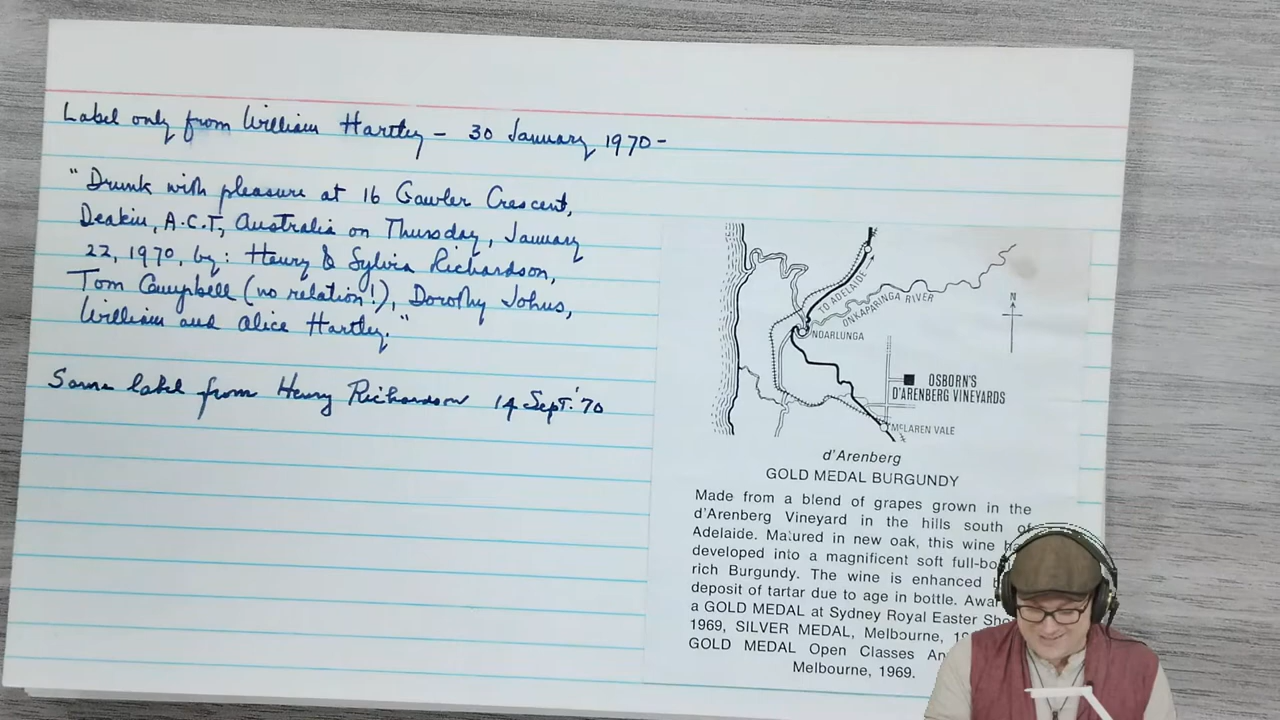 Label only from William Hartley - 30 January 1970 -
"Drunk with pleasure at 16 Gawler Crescent,
Deakin, A.C.T, Australia on Thursday, January
22, 1970, by: Henry & Sylvia Richardson,
Tom Campbell (no relation!), Dorothy Johns,
William and Alice Hartley."
Same label from Henry Richardson 14 Sept. '70
TO ADELAIDE
ONKAPARINGA RIVER
N
NOARLUNGA
OSBORN'S
D'ARENBERG VINEYARDS
McLAREN VALE
d'Arenberg
GOLD MEDAL BURGUNDY
Made from a blend of grapes grown in the
d'Arenberg Vineyard in the hills south of
Adelaide. Matured in new oak, this wine
developed into a magnificent soft
rich Burgundy. The wine is enhanced
deposit of tartar due to age in bottle.
a GOLD MEDAL at Sydney Royal Easter
1969, SILVER MEDAL, Melbourne,
GOLD MEDAL Open Classes
Melbourne, 1969.